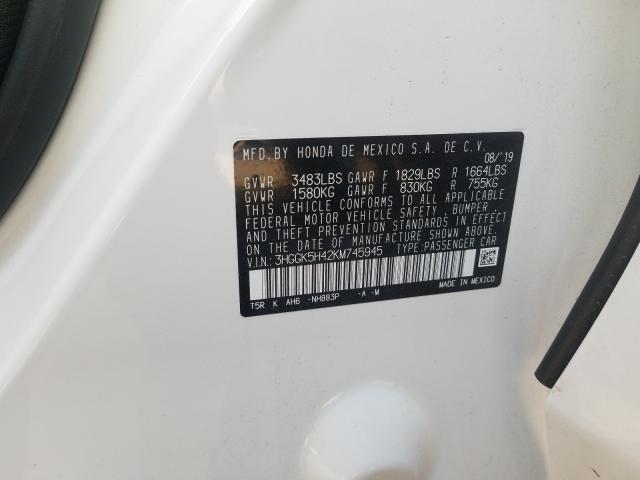 MFD.BY HONDA DE MEXICO S.A. DE C.V. 08/'19
GVWR 3483LBS GAWR F 1829LBS R 1664LBS
GVWR 1580KG GAWR F 830KG R 755KG
THIS VEHICLE CONFORMS TO ALL APPLICABLE
FEDERAL MOTOR VEHICLE SAFETY, BUMPER,
AND THEFT PREVENTION STANDARDS IN EFFECT
ON THE DATE OF MANUFACTURE SHOWN ABOVE.
V.I.N: 3HGGK5H42KM745945 TYPE:PASSENGER CAR
T5R K AH6 -NH883P -A -M MADE IN MEXICO